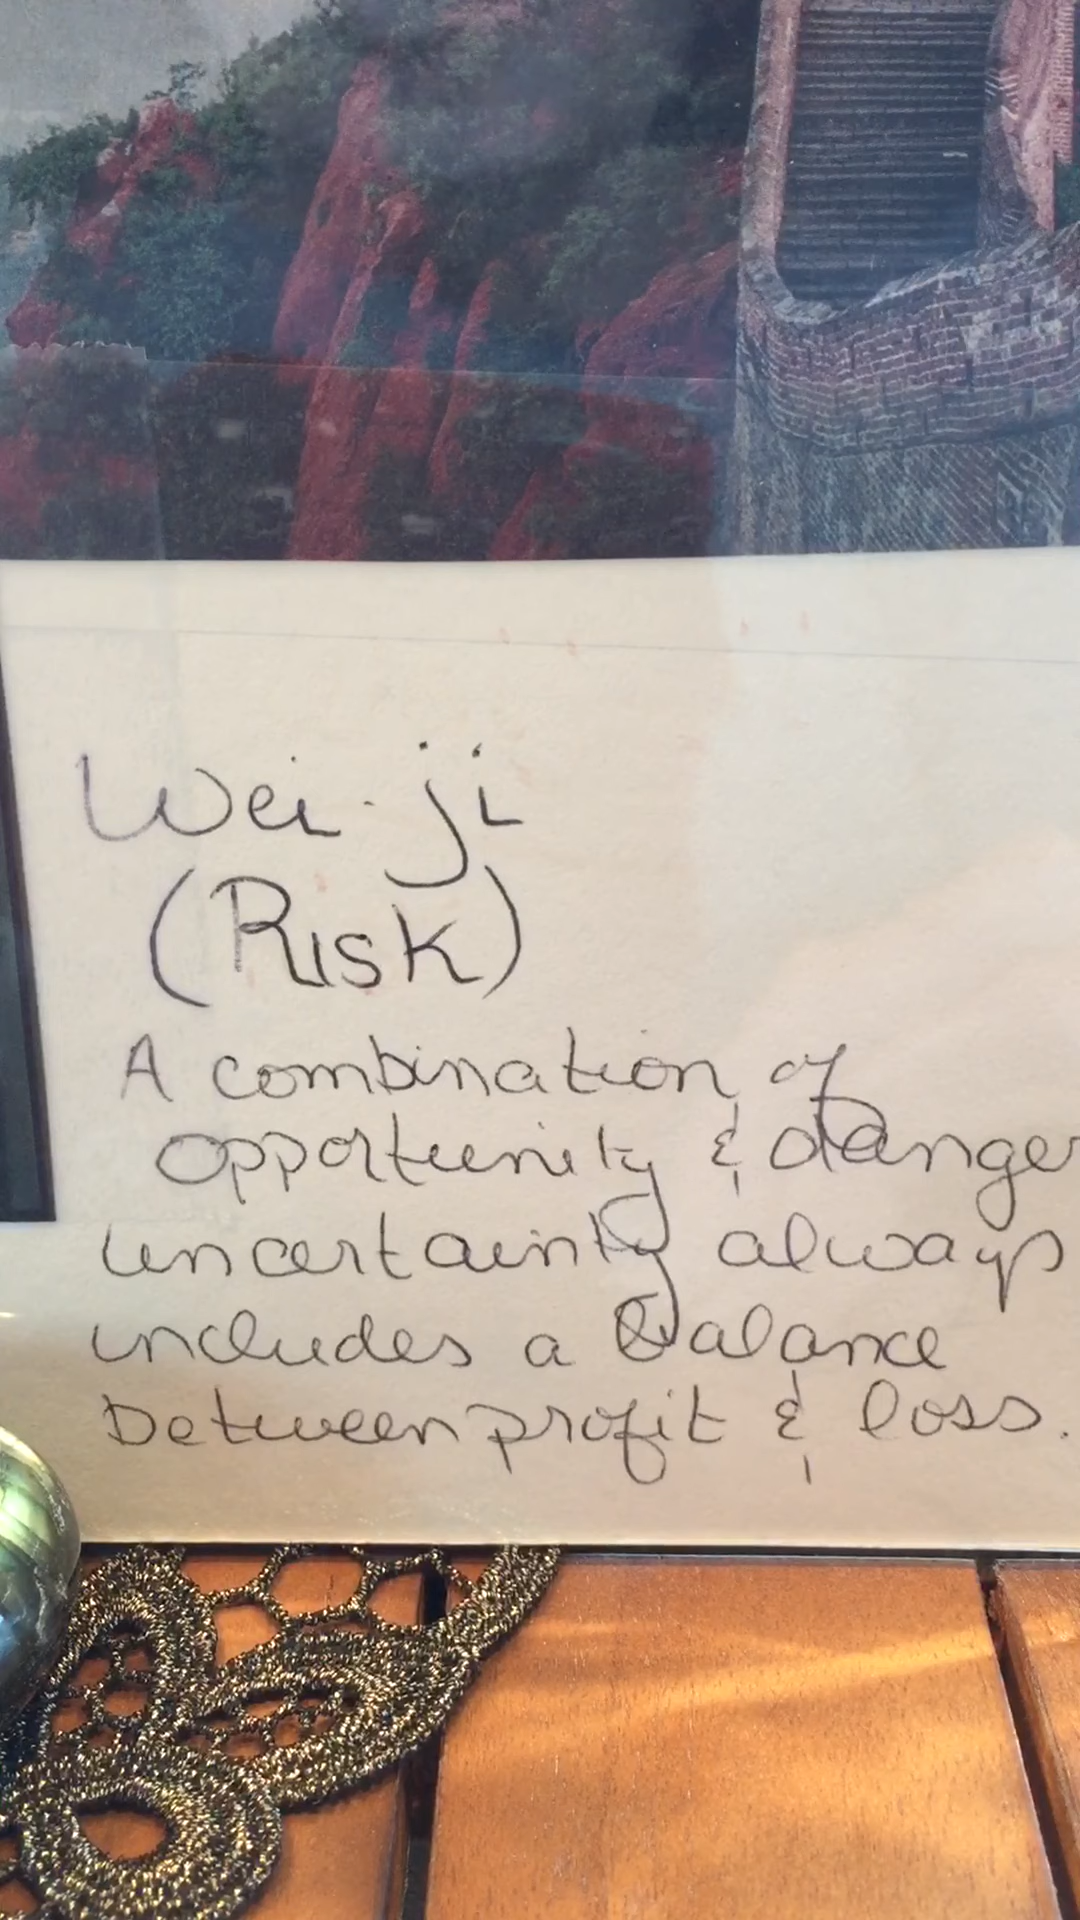 Wei-ji
(Risk)
A combination of
opportunity & danger
uncertainty always
includes a balance
between profit & loss.